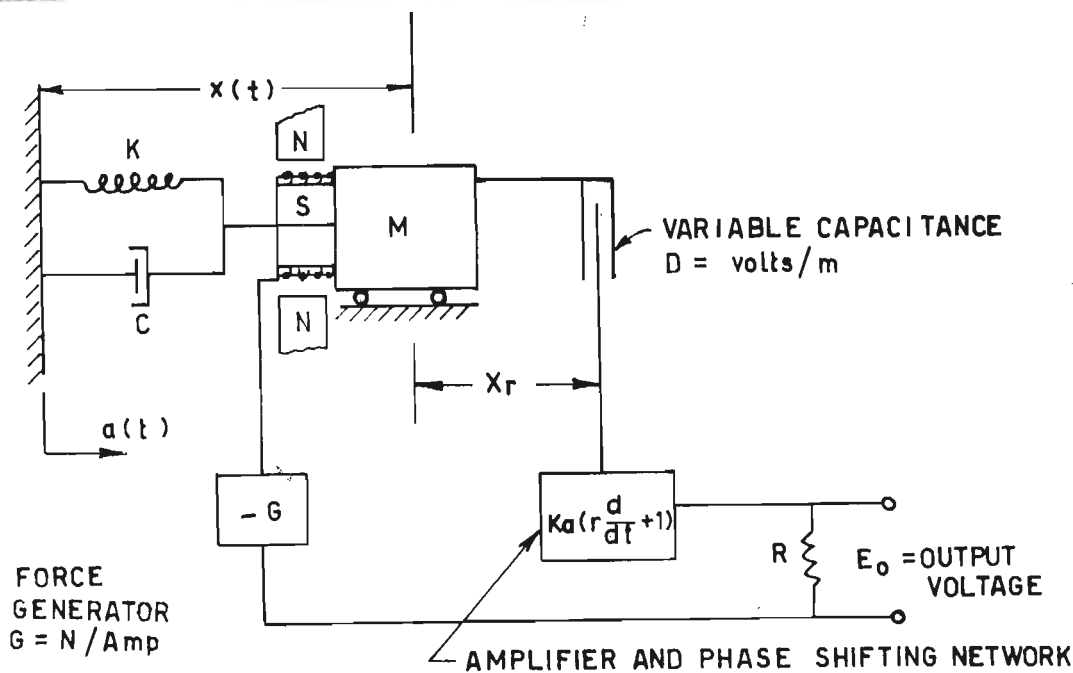 x(t)
K
N
S
M
VARIABLE CAPACITANCE
D = volts/m
N
C
Xr
a(t)
-G
Ka(r d/dt +1)
R
E₀ = OUTPUT
VOLTAGE
FORCE
GENERATOR
G = N/Amp
AMPLIFIER AND PHASE SHIFTING NETWORK